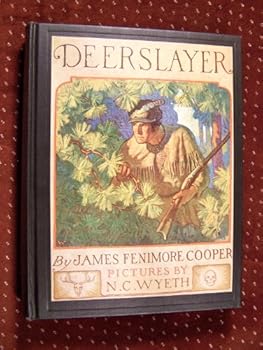 DEERSLAYER
By JAMES FENIMORE COOPER
PICTURES BY
N.C. WYETH